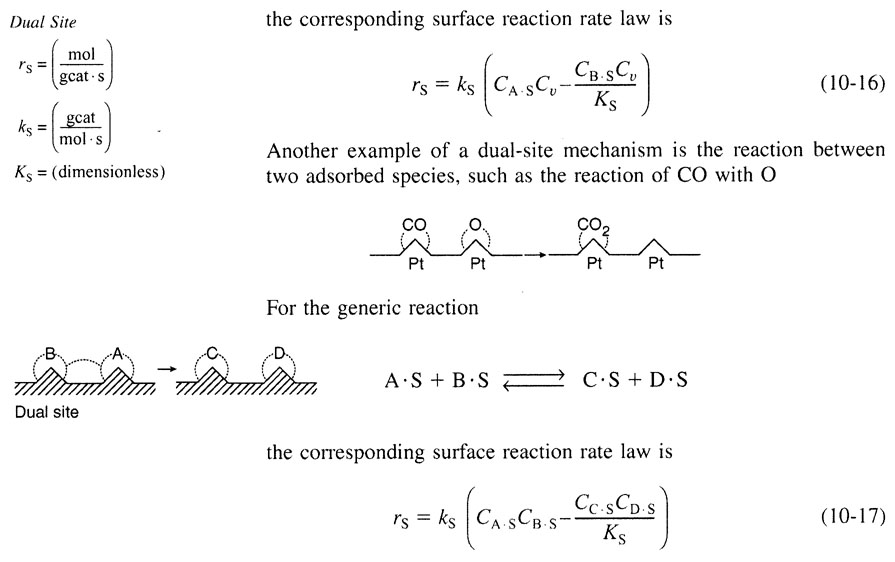 Dual Site
r_S = (mol / gcat · s)
k_S = (gcat / mol · s)
K_S = (dimensionless)
the corresponding surface reaction rate law is
r_S = k_S (C_A·S C_v − C_B·S C_v / K_S) (10-16)
Another example of a dual-site mechanism is the reaction between
two adsorbed species, such as the reaction of CO with O
CO O CO₂
Pt Pt Pt Pt
For the generic reaction
B A C D
Dual site
A·S + B·S ⇌ C·S + D·S
the corresponding surface reaction rate law is
r_S = k_S (C_A·S C_B·S − C_C·S C_D·S / K_S) (10-17)